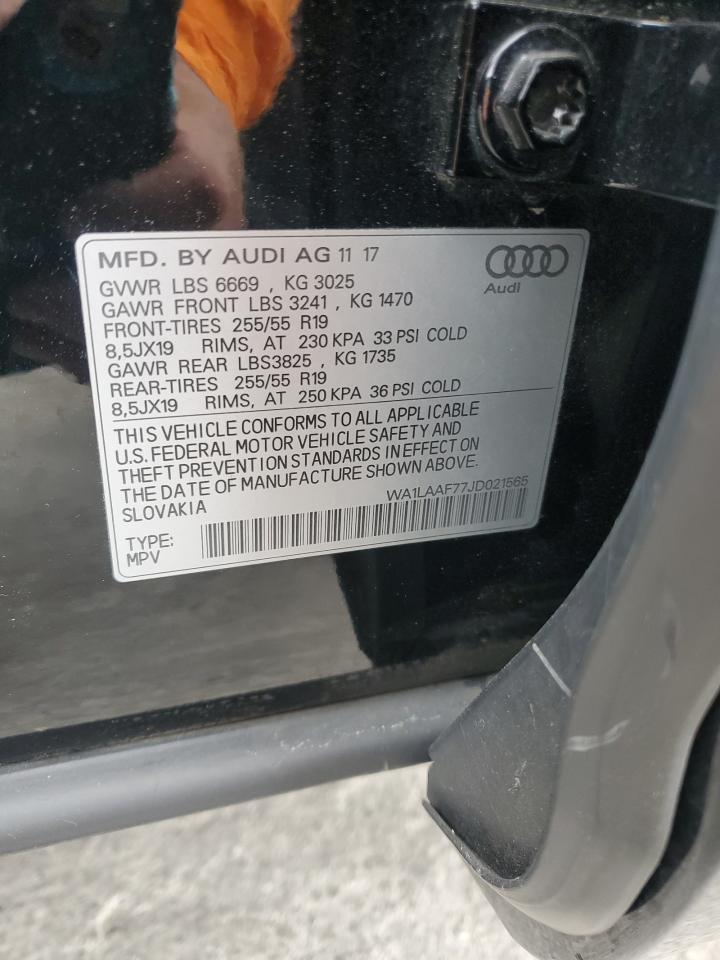 MFD. BY AUDI AG 11 17
Audi
GVWR LBS 6669 , KG 3025
GAWR FRONT LBS 3241 , KG 1470
FRONT-TIRES 255/55 R19
8,5JX19 RIMS, AT 230 KPA 33 PSI COLD
GAWR REAR LBS3825 , KG 1735
REAR-TIRES 255/55 R19
8,5JX19 RIMS, AT 250 KPA 36 PSI COLD
THIS VEHICLE CONFORMS TO ALL APPLICABLE
U.S. FEDERAL MOTOR VEHICLE SAFETY AND
THEFT PREVENTION STANDARDS IN EFFECT ON
THE DATE OF MANUFACTURE SHOWN ABOVE.
SLOVAKIA
WA1LAAF77JD021565
TYPE:
MPV